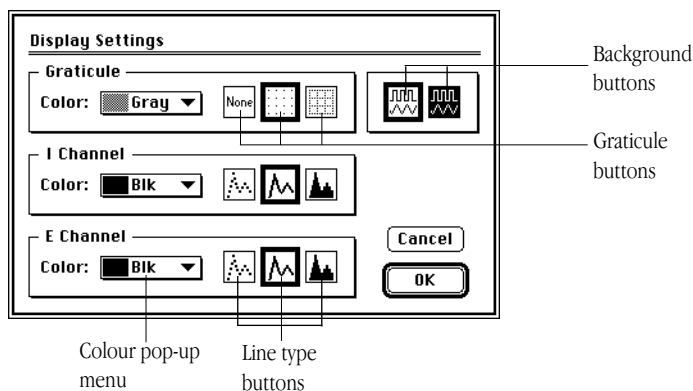 Display Settings
Graticule
Color: Gray
None
Background
buttons
Graticule
buttons
I Channel
Color: Blk
E Channel
Color: Blk
Cancel
OK
Colour pop-up
menu
Line type
buttons